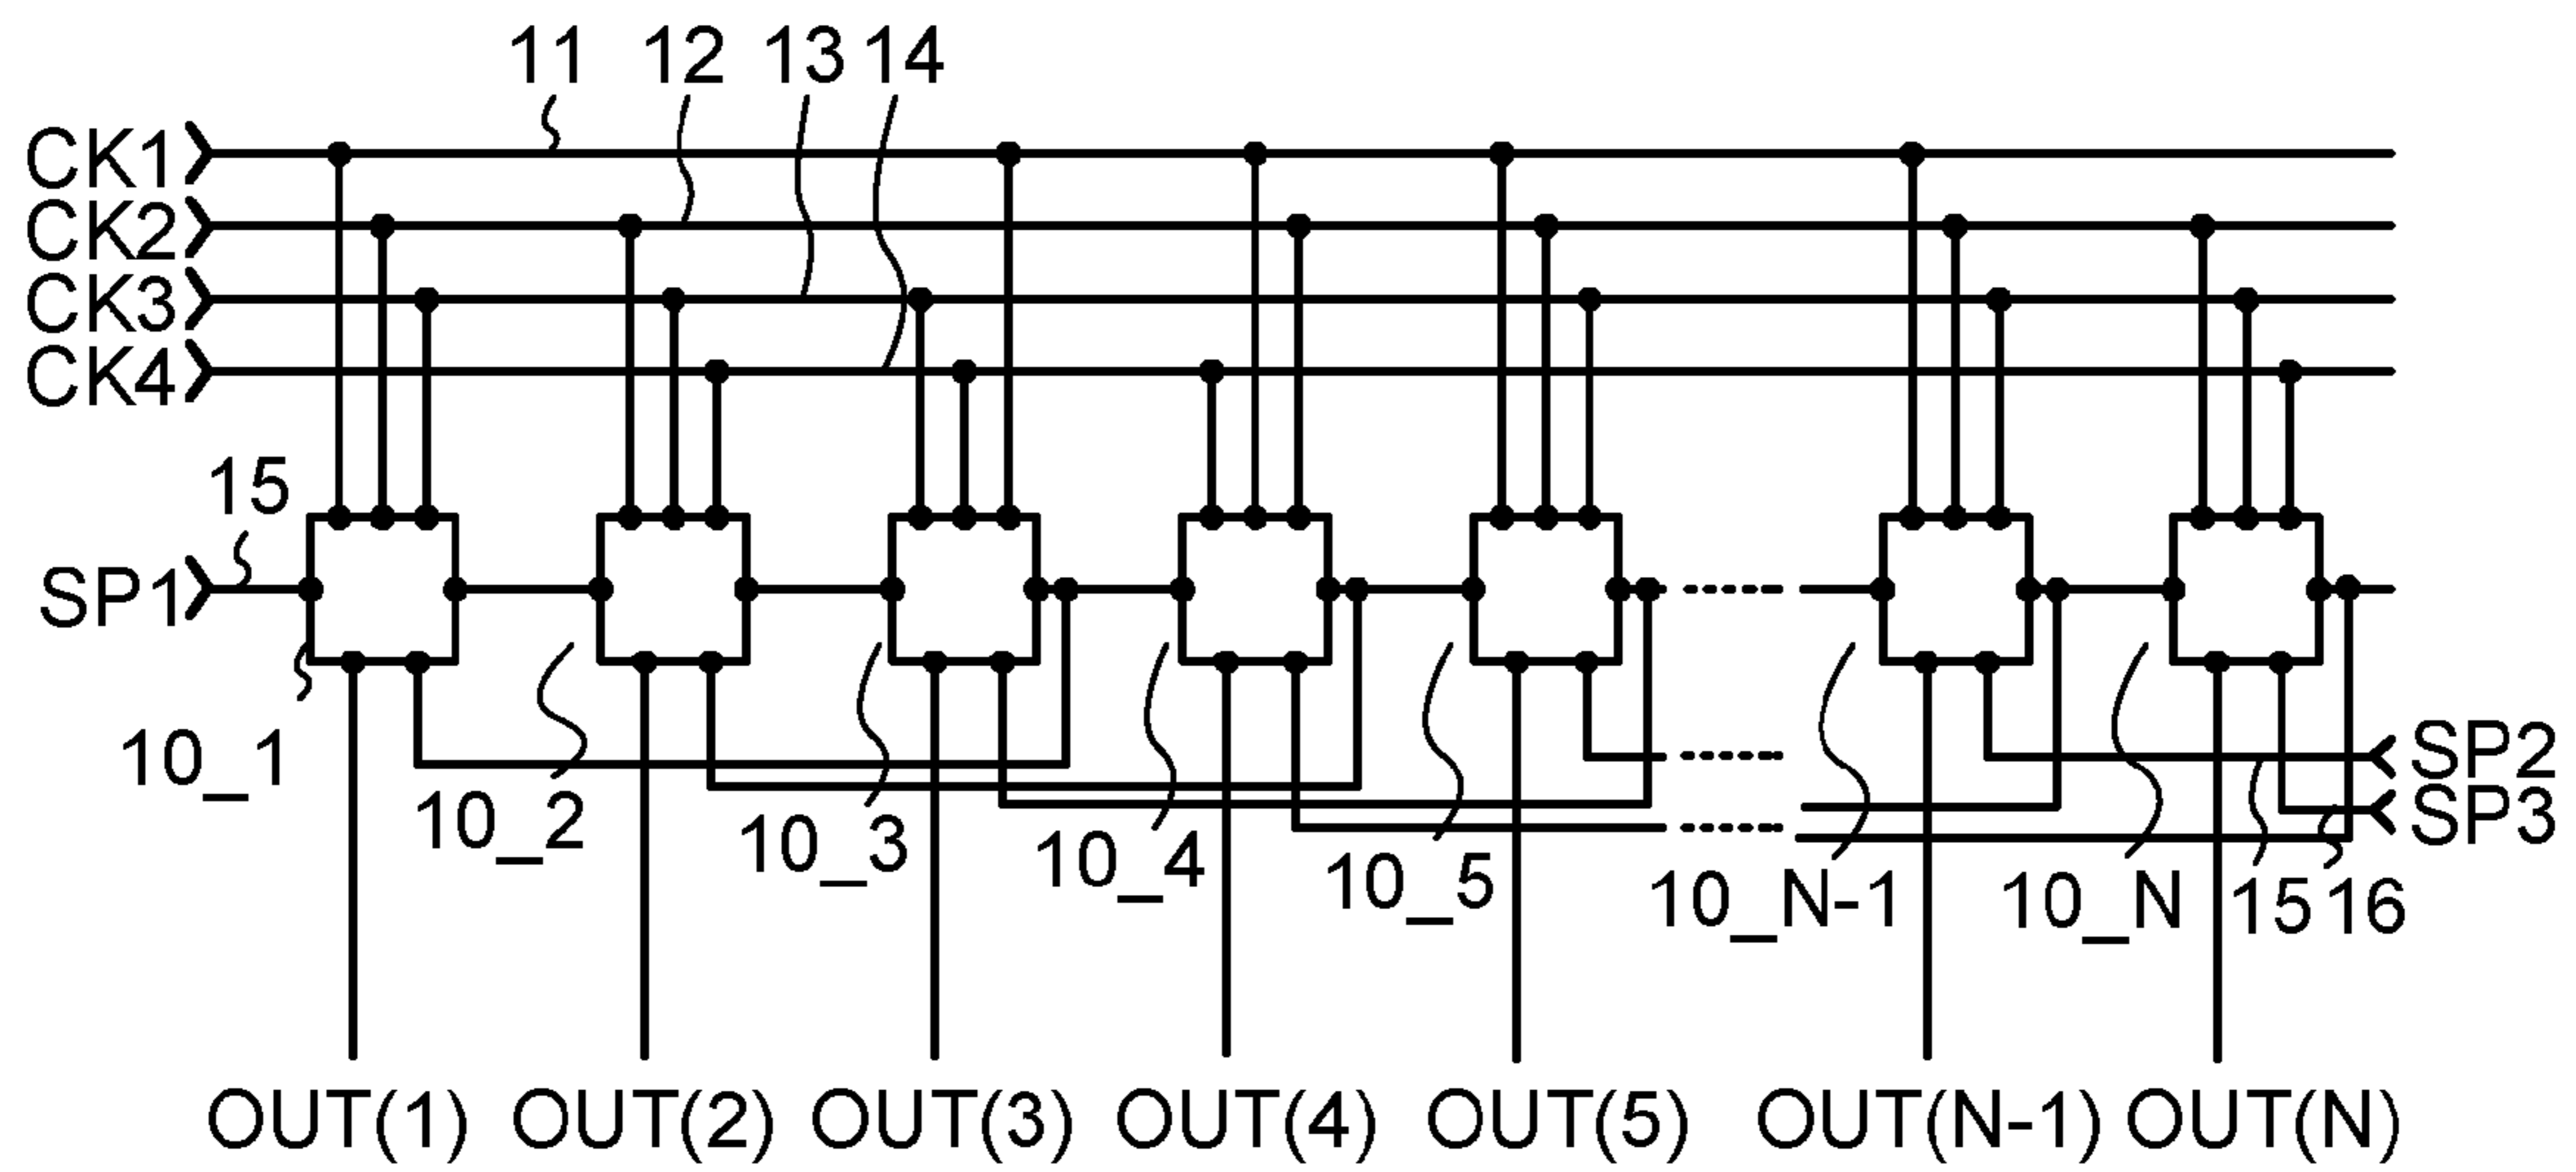 11 12 13 14
CK1
CK2
CK3
CK4
15
SP1
10_1
10_2
10_3
10_4
10_5
10_N-1
10_N
15
16
SP2
SP3
OUT(1) OUT(2) OUT(3) OUT(4) OUT(5) OUT(N-1) OUT(N)